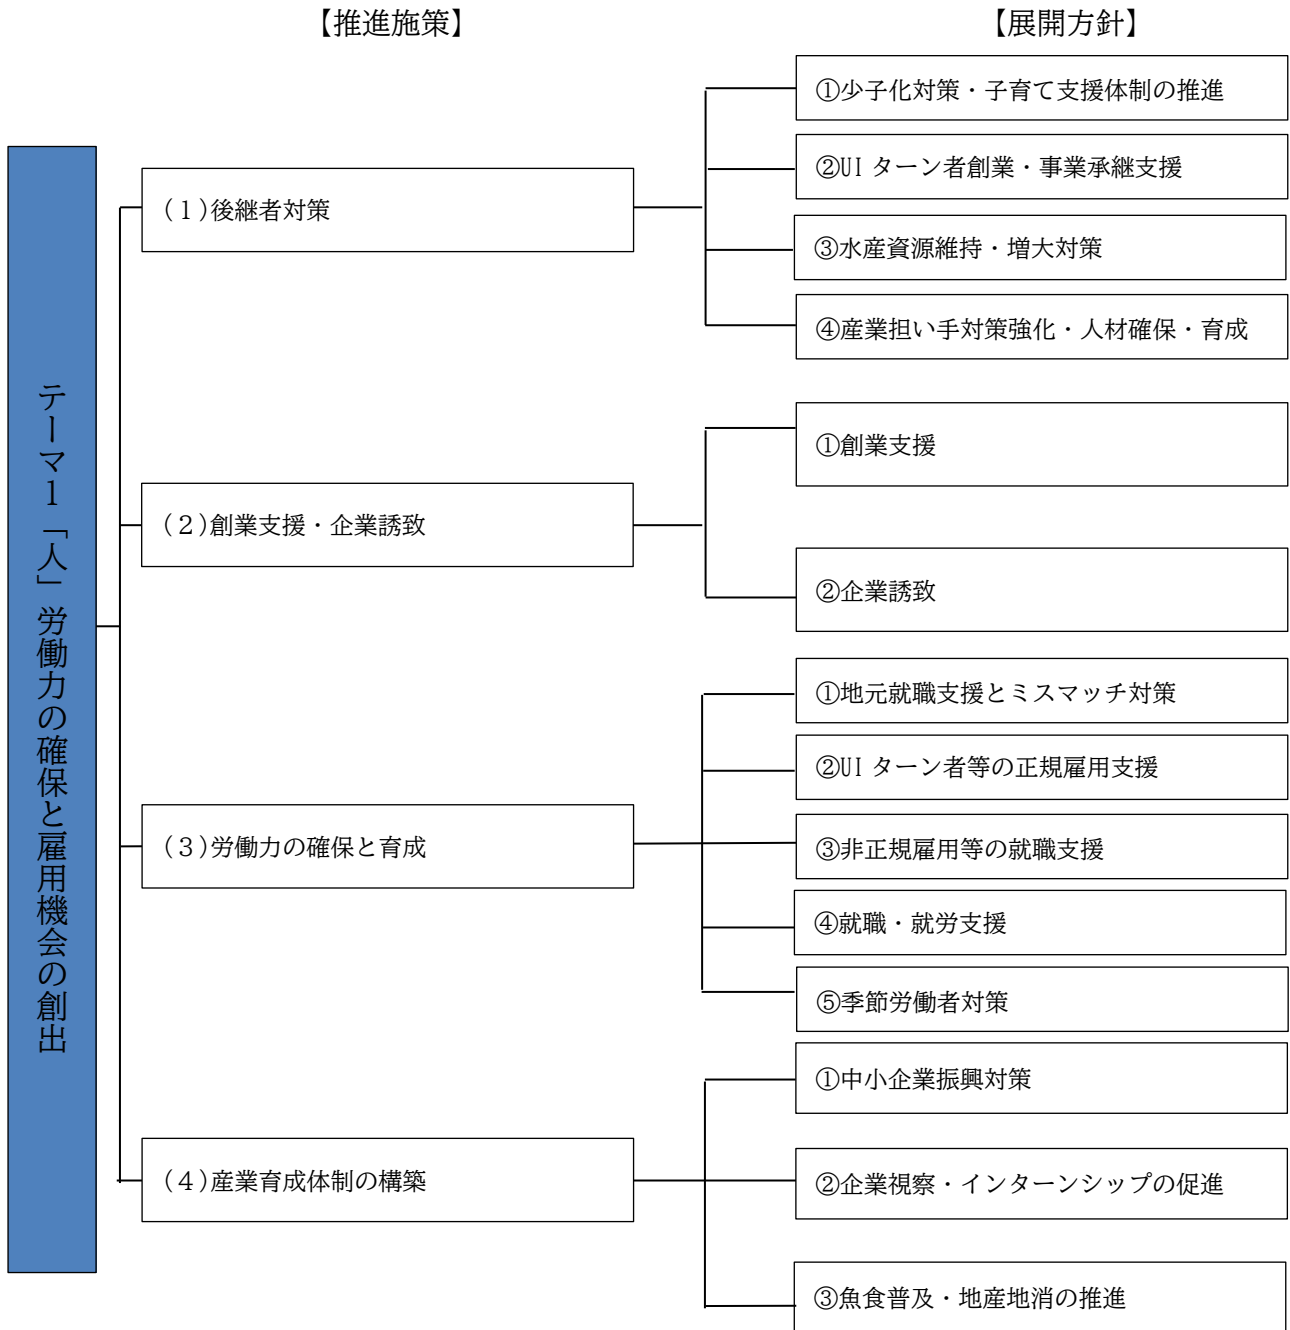 【推進施策】
【展開方針】
テーマ1「人」労働力の確保と雇用機会の創出
(1)後継者対策
①少子化対策・子育て支援体制の推進
②UI ターン者創業・事業承継支援
③水産資源維持・増大対策
④産業担い手対策強化・人材確保・育成
(2)創業支援・企業誘致
①創業支援
②企業誘致
(3)労働力の確保と育成
①地元就職支援とミスマッチ対策
②UI ターン者等の正規雇用支援
③非正規雇用等の就職支援
④就職・就労支援
⑤季節労働者対策
(4)産業育成体制の構築
①中小企業振興対策
②企業視察・インターンシップの促進
③魚食普及・地産地消の推進